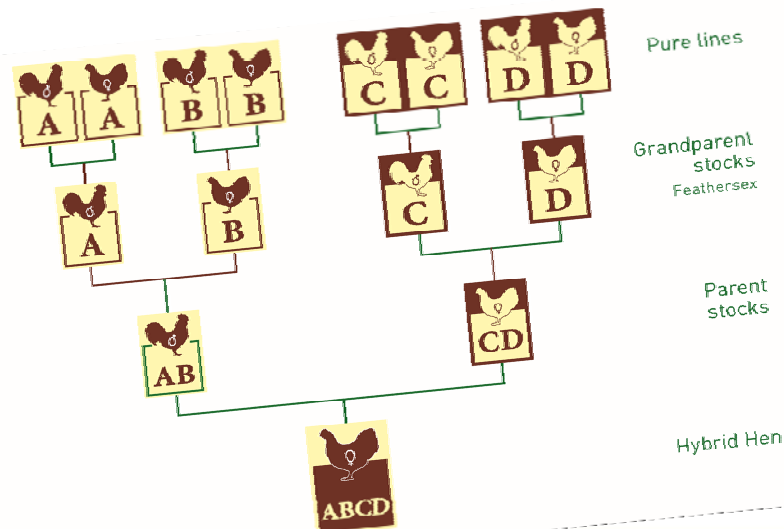 Pure lines
A A B B C C D D
Grandparent
stocks
Feathersex
A B C D
Parent
stocks
AB CD
Hybrid Hen
ABCD